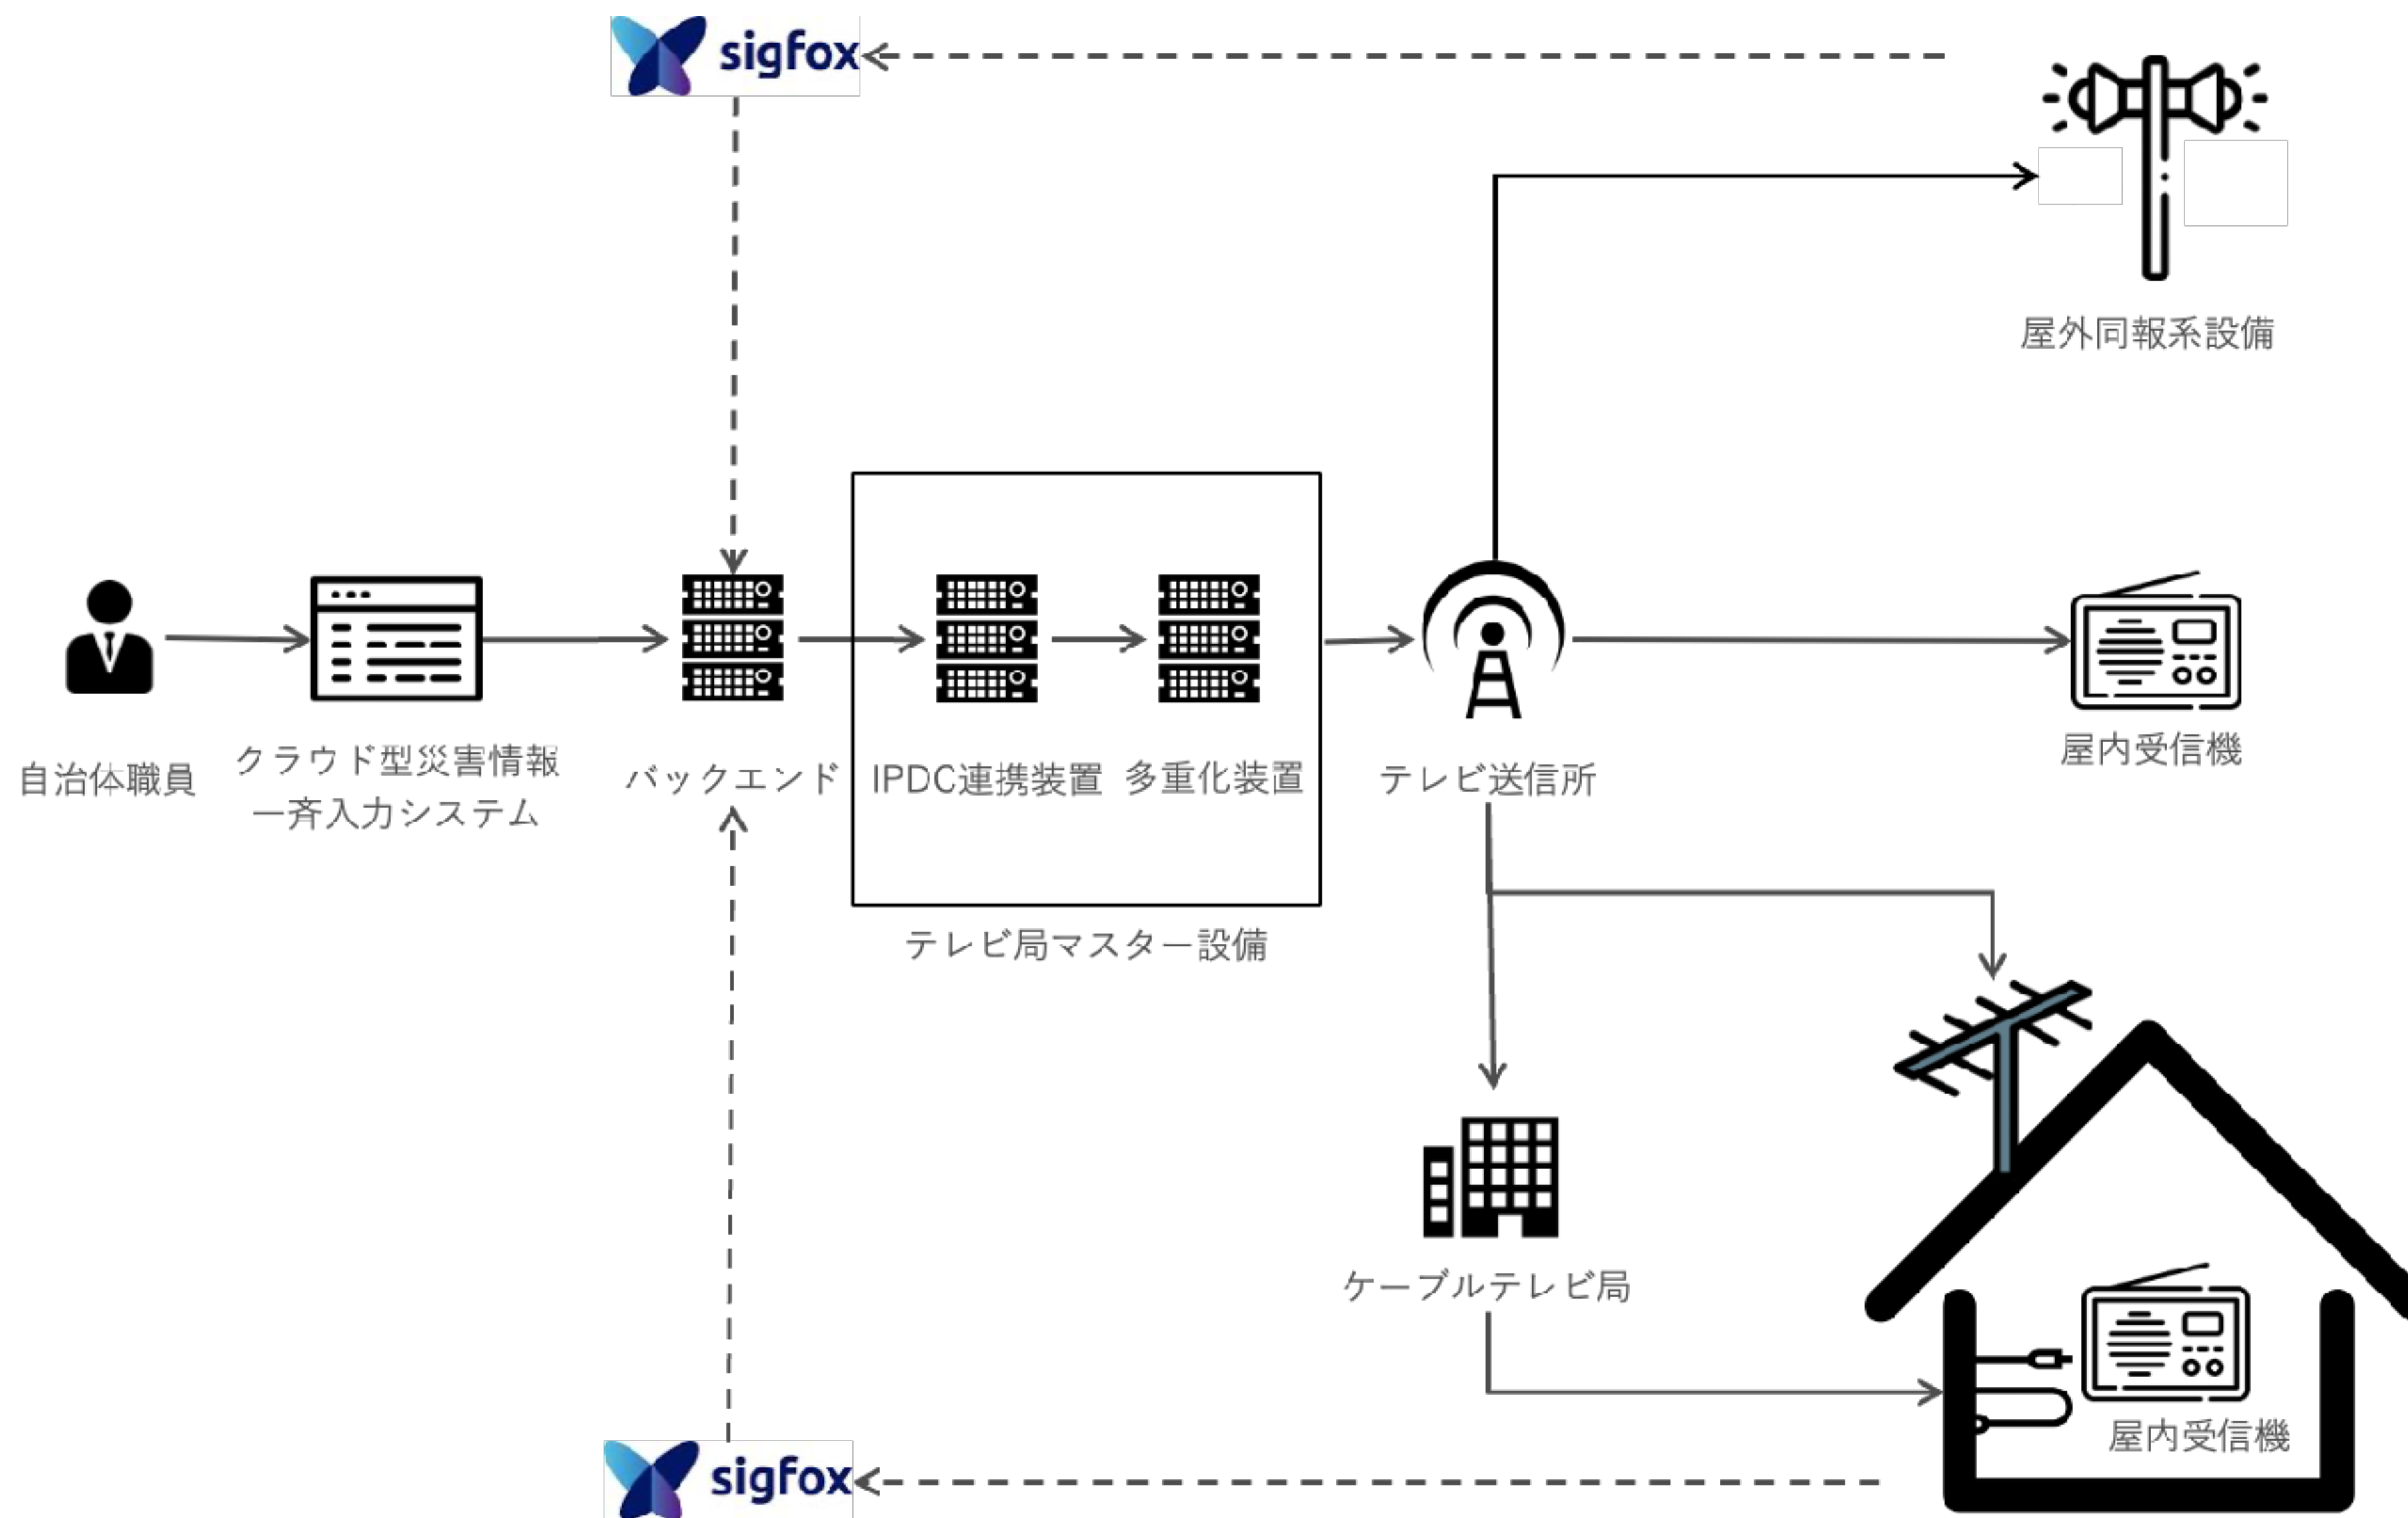 sigfox
屋外同報系設備
自治体職員
クラウド型災害情報
一斉入力システム
バックエンド
IPDC連携装置
多重化装置
テレビ送信所
屋内受信機
テレビ局マスター設備
ケーブルテレビ局
屋内受信機
sigfox